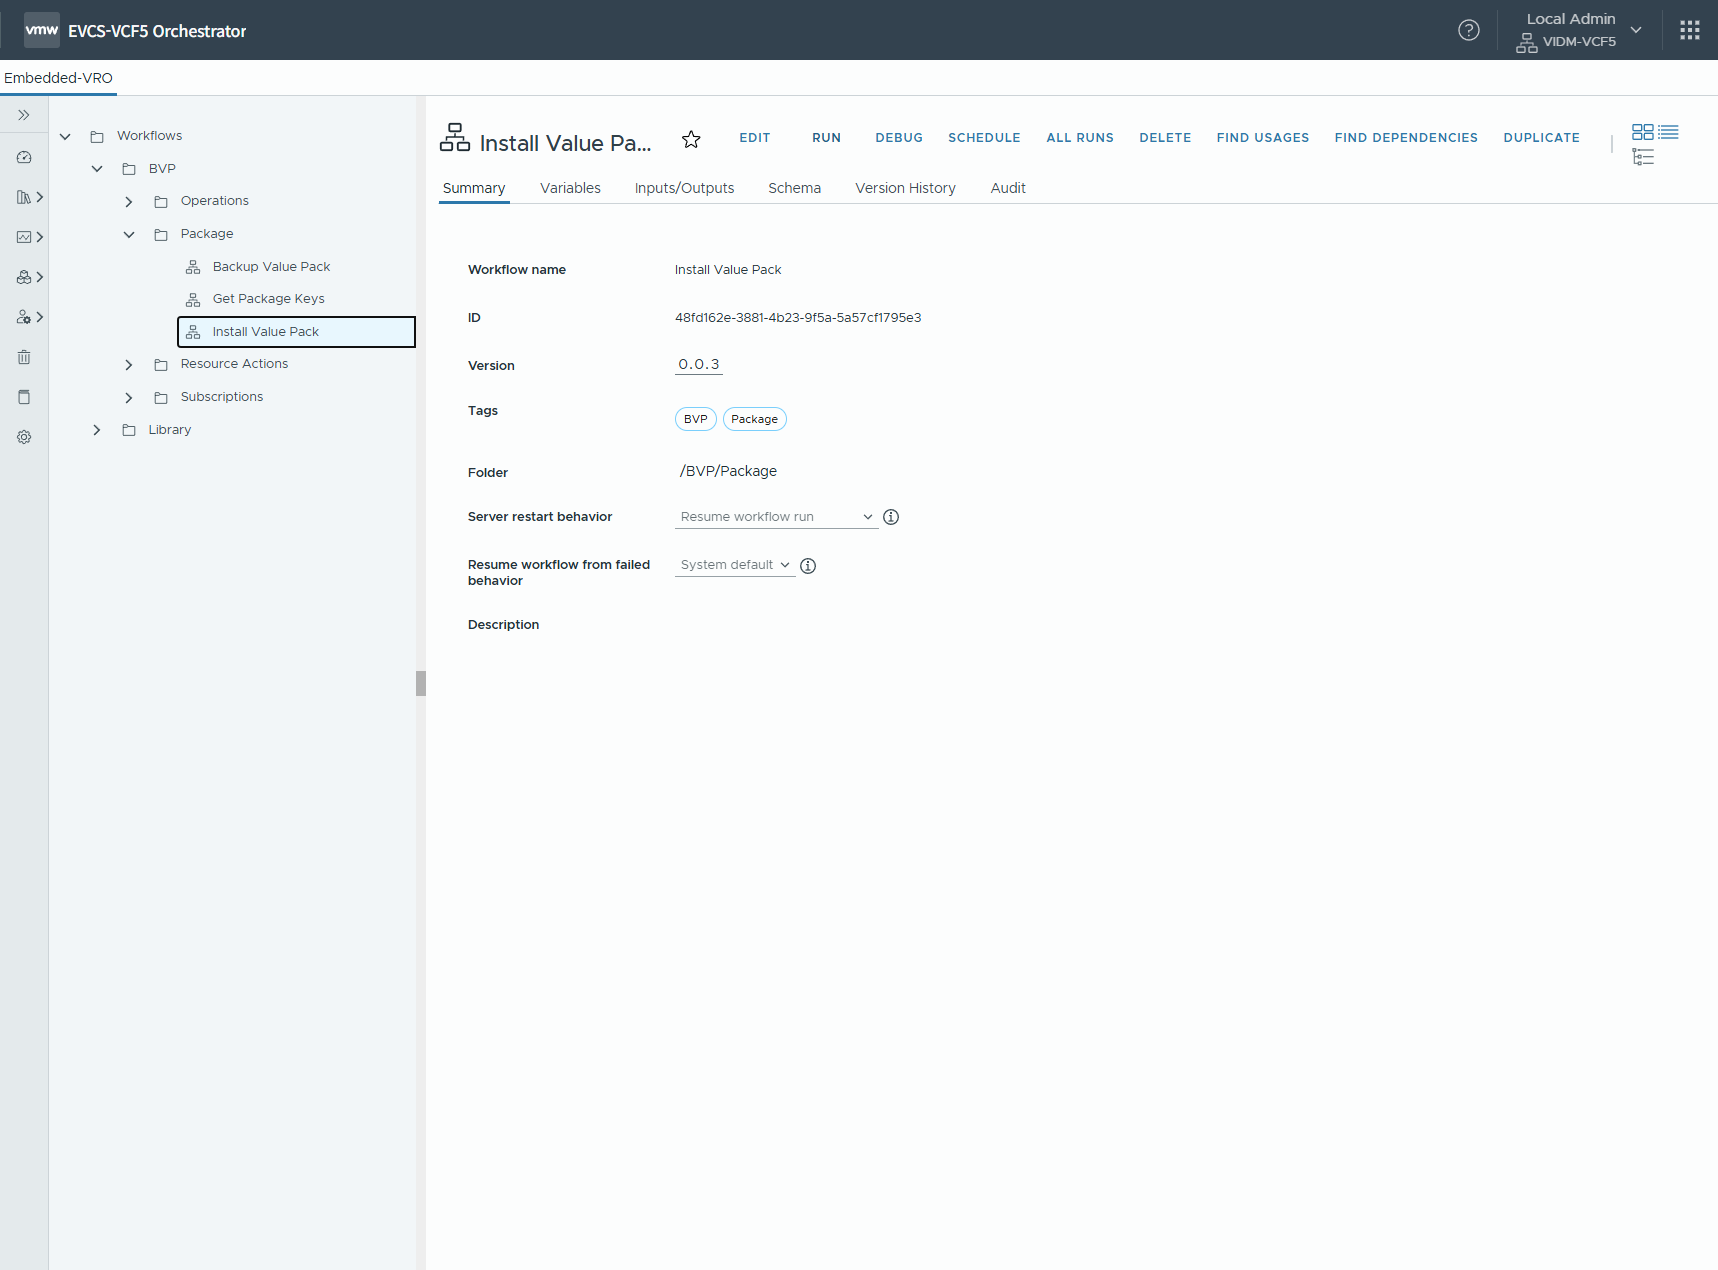 vmw EVCS-VCF5 Orchestrator
Local Admin
VIDM-VCF5
Embedded-VRO
Workflows
BVP
Operations
Package
Backup Value Pack
Get Package Keys
Install Value Pack
Resource Actions
Subscriptions
Library
Install Value Pa...
EDIT RUN DEBUG SCHEDULE ALL RUNS DELETE FIND USAGES FIND DEPENDENCIES DUPLICATE
Summary Variables Inputs/Outputs Schema Version History Audit
Workflow name Install Value Pack
ID 48fd162e-3881-4b23-9f5a-5a57cf1795e3
Version 0.0.3
Tags BVP Package
Folder /BVP/Package
Server restart behavior Resume workflow run
Resume workflow from failed System default
behavior
Description